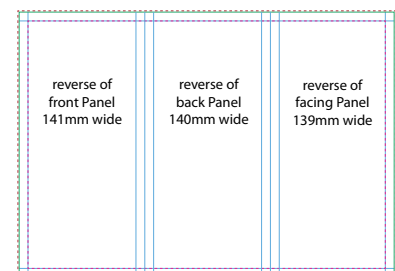 reverse of
front Panel
141mm wide
reverse of
back Panel
140mm wide
reverse of
facing Panel
139mm wide